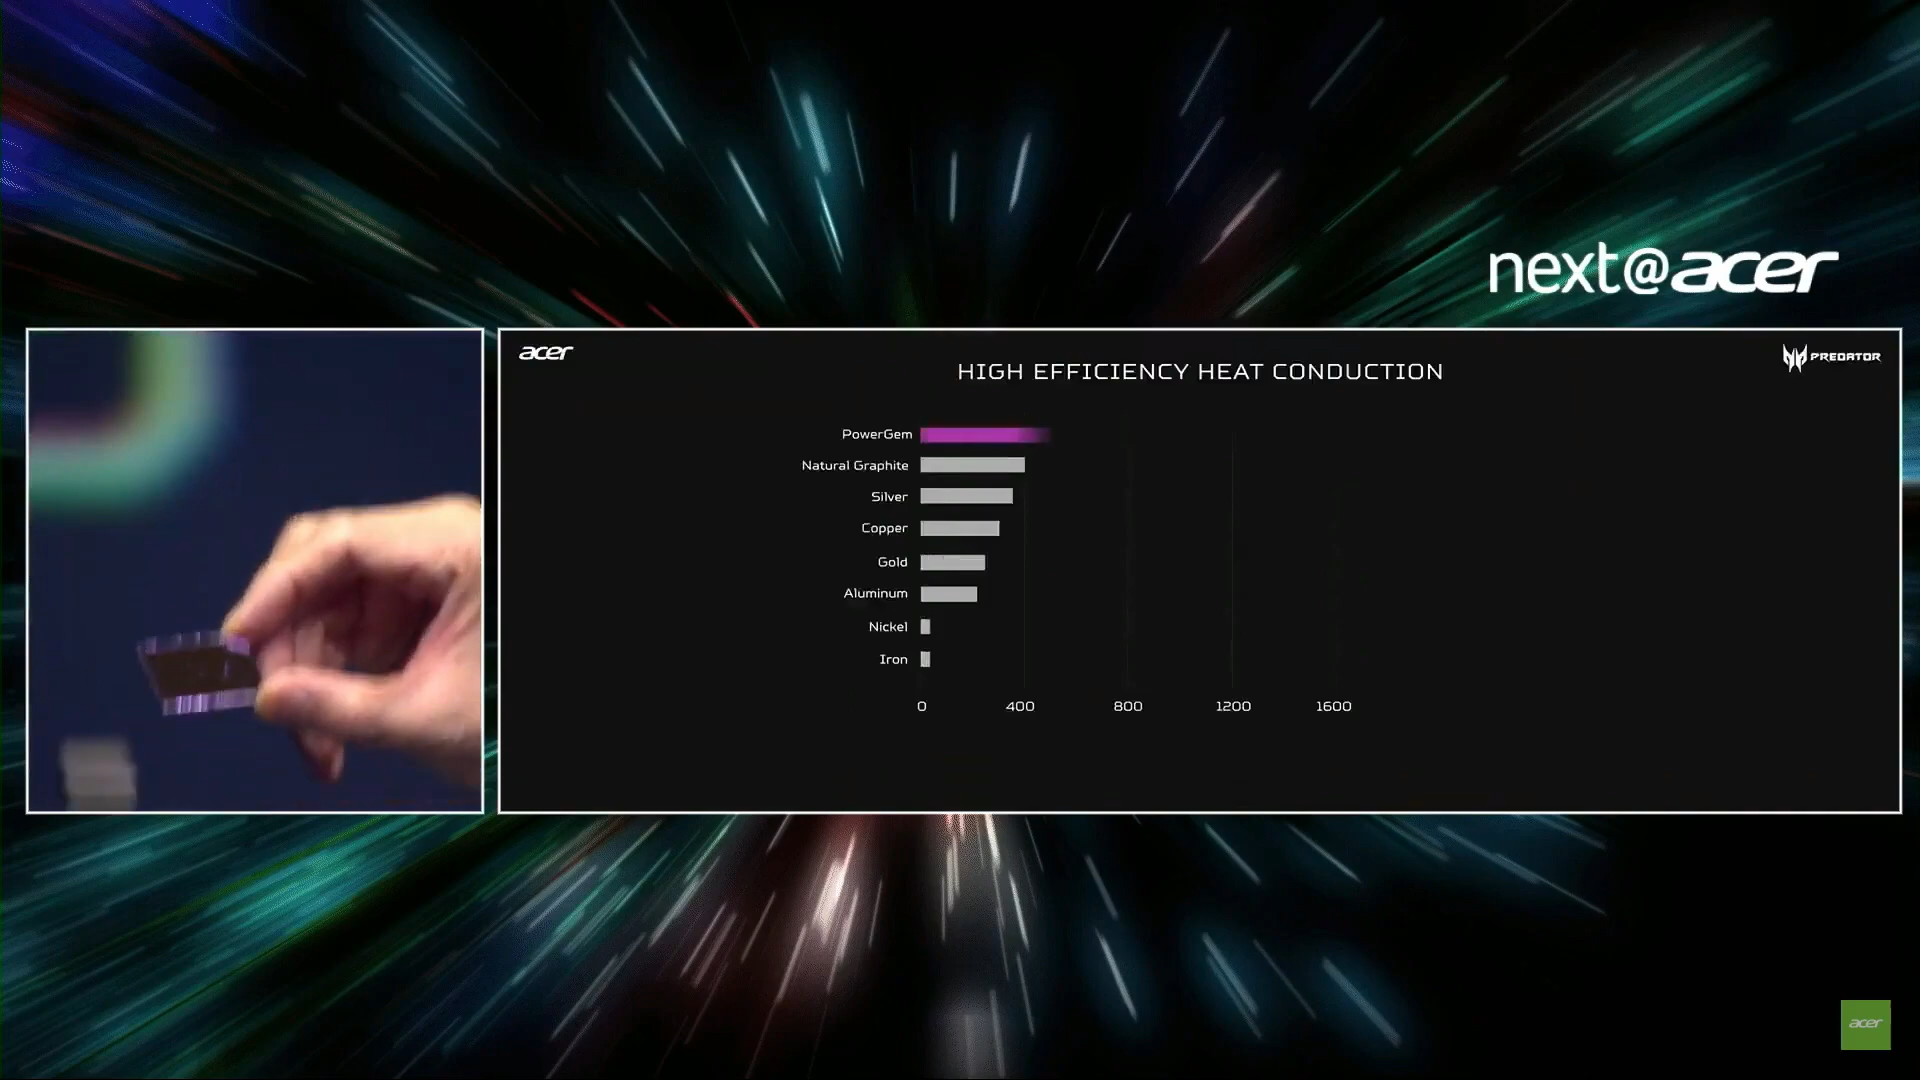 next@acer
acer
HIGH EFFICIENCY HEAT CONDUCTION
PREDATOR
PowerGem
Natural Graphite
Silver
Copper
Gold
Aluminum
Nickel
Iron
0 400 800 1200 1600
acer